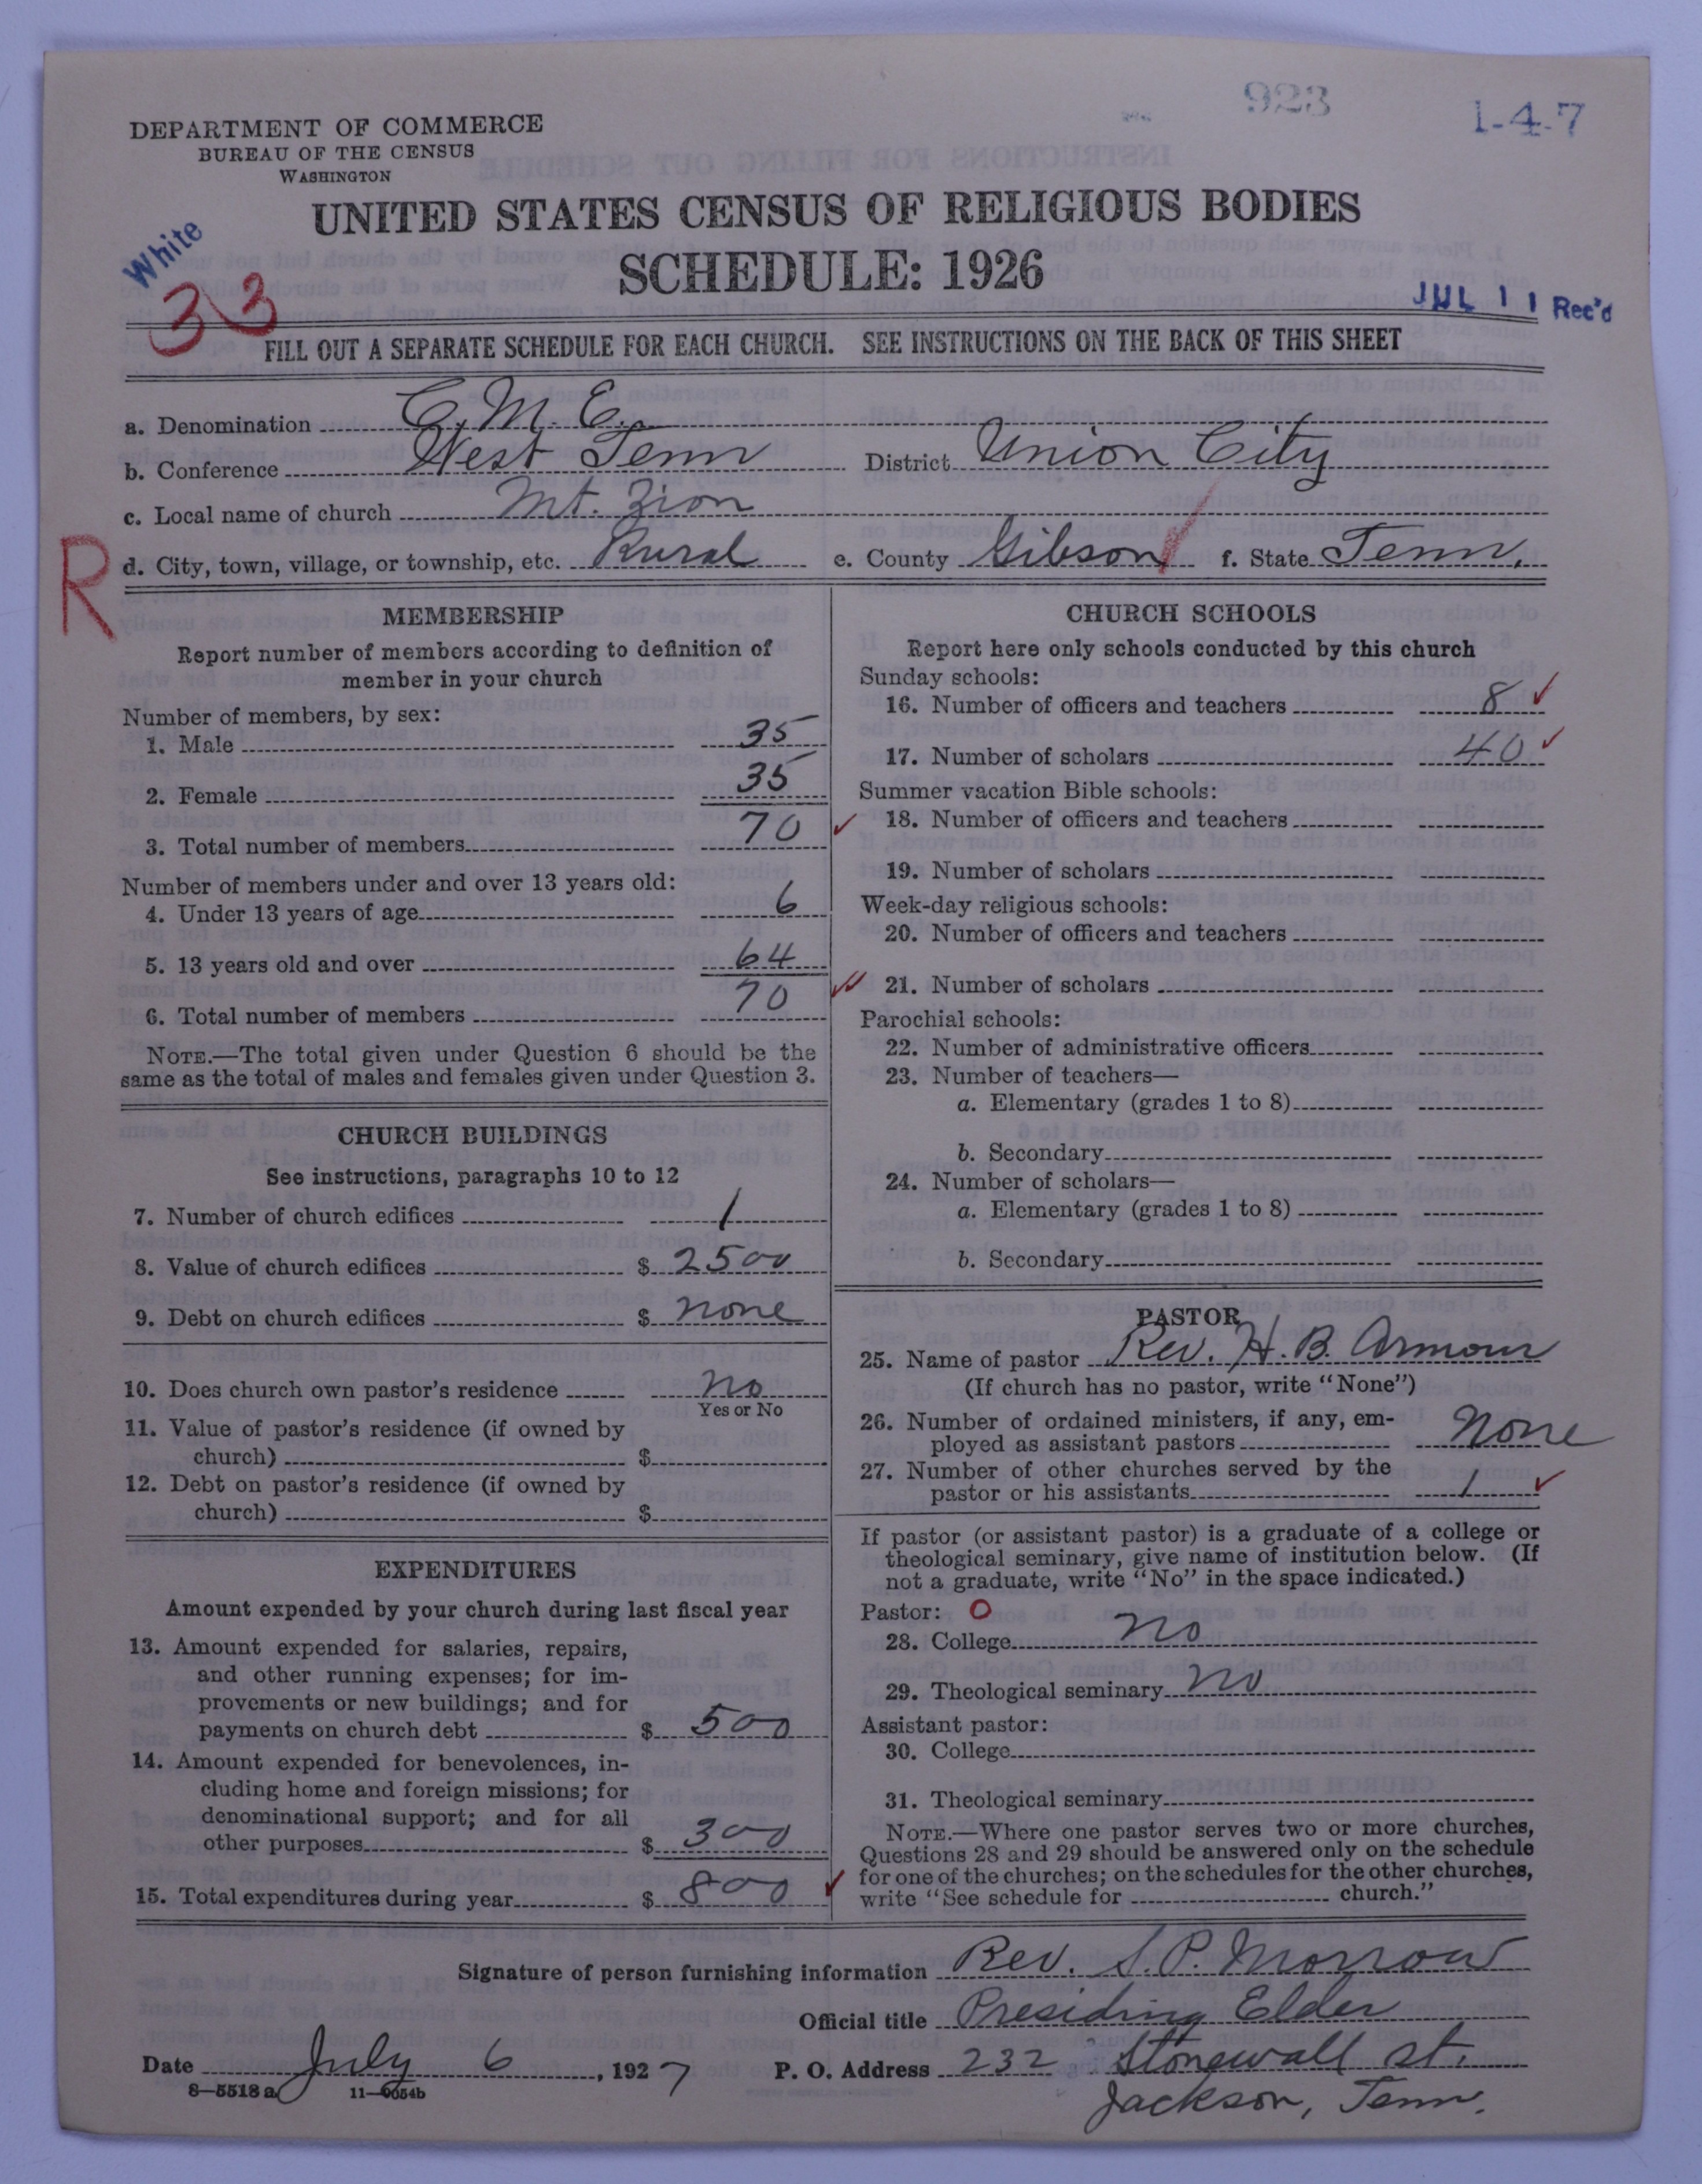 923
1-4-7
DEPARTMENT OF COMMERCE
BUREAU OF THE CENSUS
WASHINGTON
UNITED STATES CENSUS OF RELIGIOUS BODIES
SCHEDULE: 1926
White
33
JUL 11 Rec'd
FILL OUT A SEPARATE SCHEDULE FOR EACH CHURCH. SEE INSTRUCTIONS ON THE BACK OF THIS SHEET
a. Denomination C. M. E.
b. Conference West Tenn District Union City
c. Local name of church Mt. Zion
R
d. City, town, village, or township, etc. Rural e. County Gibson f. State Tenn.
MEMBERSHIP
Report number of members according to definition of
member in your church
Number of members, by sex:
1. Male 35
2. Female 35
3. Total number of members 70
Number of members under and over 13 years old:
4. Under 13 years of age 6
5. 13 years old and over 64
6. Total number of members 70
NOTE.—The total given under Question 6 should be the
same as the total of males and females given under Question 3.
CHURCH BUILDINGS
See instructions, paragraphs 10 to 12
7. Number of church edifices 1
8. Value of church edifices $ 2500
9. Debt on church edifices $ none
10. Does church own pastor's residence no
Yes or No
11. Value of pastor's residence (if owned by
church) $
12. Debt on pastor's residence (if owned by
church) $
EXPENDITURES
Amount expended by your church during last fiscal year
13. Amount expended for salaries, repairs,
and other running expenses; for im-
provements or new buildings; and for
payments on church debt $ 500
14. Amount expended for benevolences, in-
cluding home and foreign missions; for
denominational support; and for all
other purposes $ 300
15. Total expenditures during year $ 800
CHURCH SCHOOLS
Report here only schools conducted by this church
Sunday schools:
16. Number of officers and teachers 8
17. Number of scholars 40
Summer vacation Bible schools:
18. Number of officers and teachers
19. Number of scholars
Week-day religious schools:
20. Number of officers and teachers
21. Number of scholars
Parochial schools:
22. Number of administrative officers
23. Number of teachers—
a. Elementary (grades 1 to 8)
b. Secondary
24. Number of scholars—
a. Elementary (grades 1 to 8)
b. Secondary
PASTOR
25. Name of pastor Rev. H. B. Armour
(If church has no pastor, write "None")
26. Number of ordained ministers, if any, em-
ployed as assistant pastors None
27. Number of other churches served by the
pastor or his assistants 1
If pastor (or assistant pastor) is a graduate of a college or
theological seminary, give name of institution below. (If
not a graduate, write "No" in the space indicated.)
Pastor: O
28. College no
29. Theological seminary no
Assistant pastor:
30. College
31. Theological seminary
NOTE.—Where one pastor serves two or more churches,
Questions 28 and 29 should be answered only on the schedule
for one of the churches; on the schedules for the other churches,
write "See schedule for church."
Signature of person furnishing information Rev. S. P. Morrow
Official title Presiding Elder
Date July 6, 1927 P. O. Address 232 Stonewall st.
8—5518a 11—9054b
Jackson, Tenn.